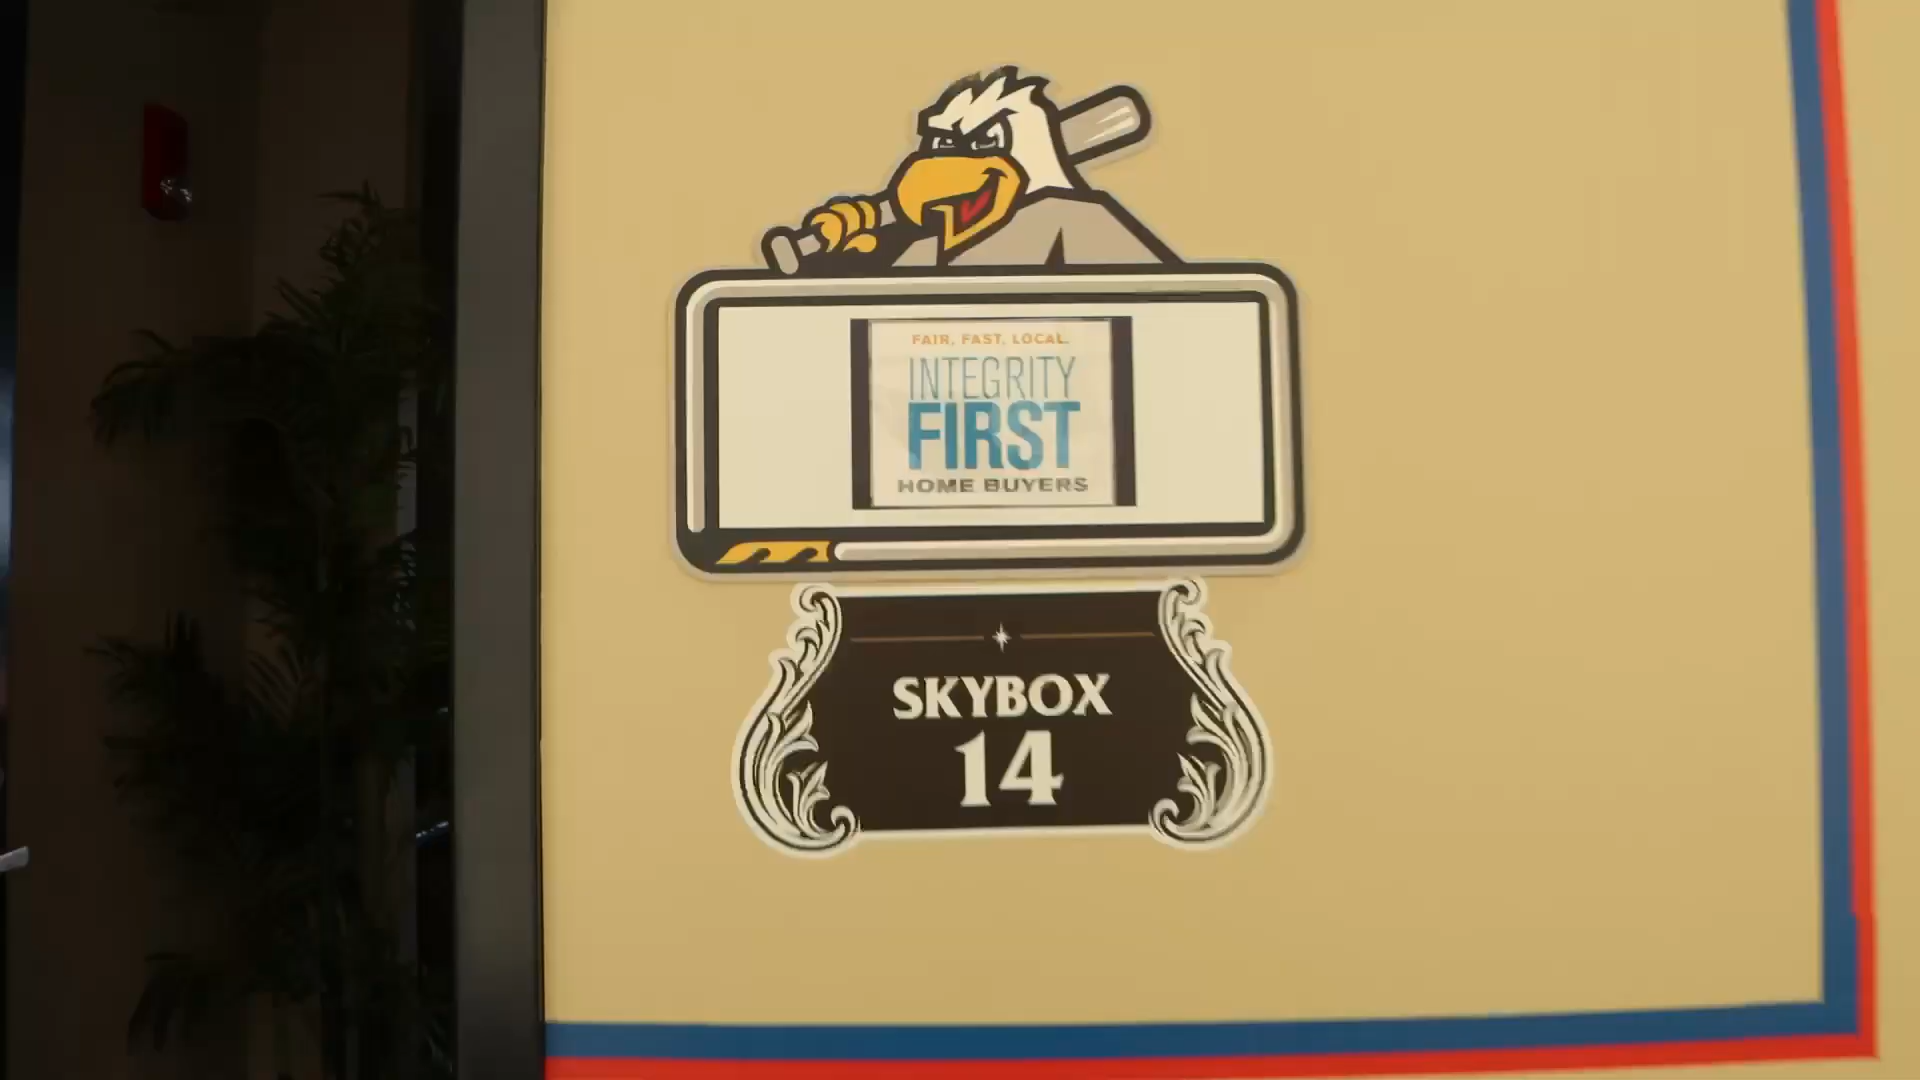 FAIR, FAST, LOCAL.
INTEGRITY
FIRST
HOME BUYERS
SKYBOX
14